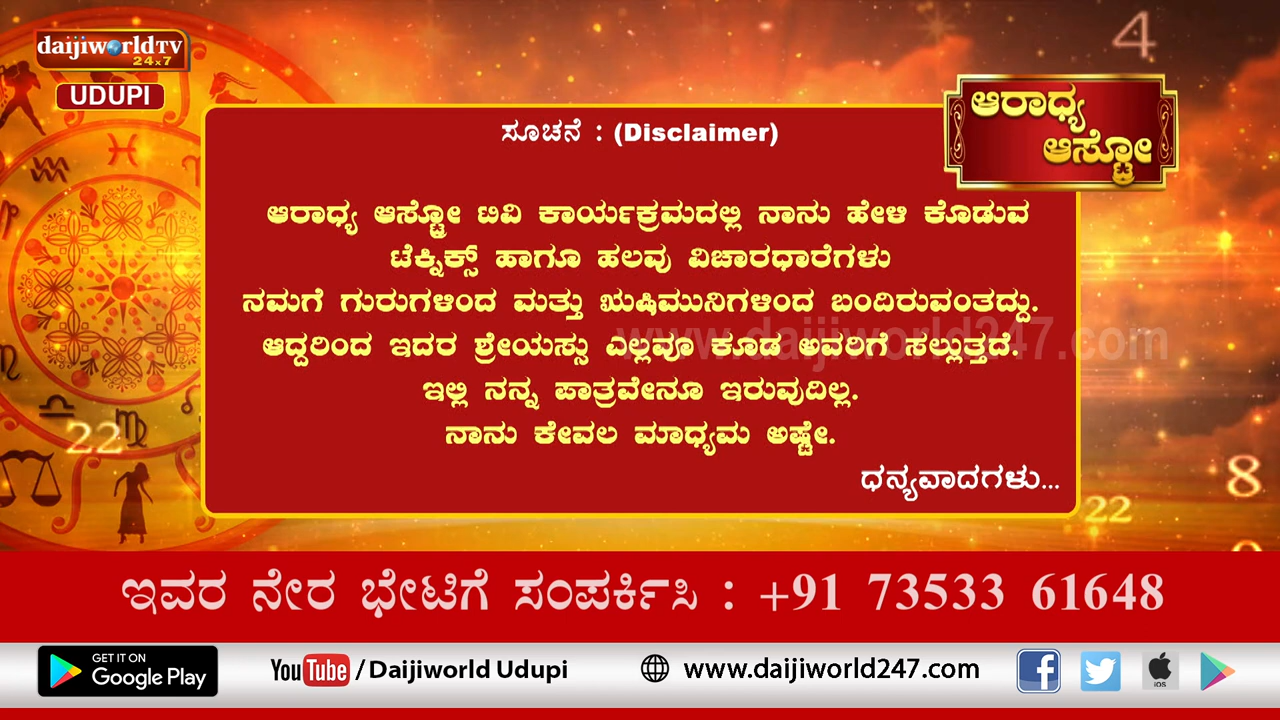 daijiworldTV
24x7
UDUPI
4
ಆರಾಧ್ಯ
ಆಸ್ಟ್ರೋ
ಸೂಚನೆ : (Disclaimer)
ಆರಾಧ್ಯ ಆಸ್ಟ್ರೋ ಟಿವಿ ಕಾರ್ಯಕ್ರಮದಲ್ಲಿ ನಾನು ಹೇಳಿ ಕೊಡುವ
ಟೆಕ್ನಿಕ್ಸ್ ಹಾಗೂ ಹಲವು ವಿಚಾರಧಾರೆಗಳು
ನಮಗೆ ಗುರುಗಳಿಂದ ಮತ್ತು ಋಷಿಮುನಿಗಳಿಂದ ಬಂದಿರುವಂತದ್ದು.
www.daijiworld247.com
ಆದ್ದರಿಂದ ಇದರ ಶ್ರೇಯಸ್ಸು ಎಲ್ಲವೂ ಕೂಡ ಅವರಿಗೆ ಸಲ್ಲುತ್ತದೆ.
ಇಲ್ಲಿ ನನ್ನ ಪಾತ್ರವೇನೂ ಇರುವುದಿಲ್ಲ.
ನಾನು ಕೇವಲ ಮಾಧ್ಯಮ ಅಷ್ಟೇ.
ಧನ್ಯವಾದಗಳು...
22
8
22
ಇವರ ನೇರ ಭೇಟಿಗೆ ಸಂಪರ್ಕಿಸಿ : +91 73533 61648
GET IT ON
Google Play
YouTube / Daijiworld Udupi
www.daijiworld247.com
iOS